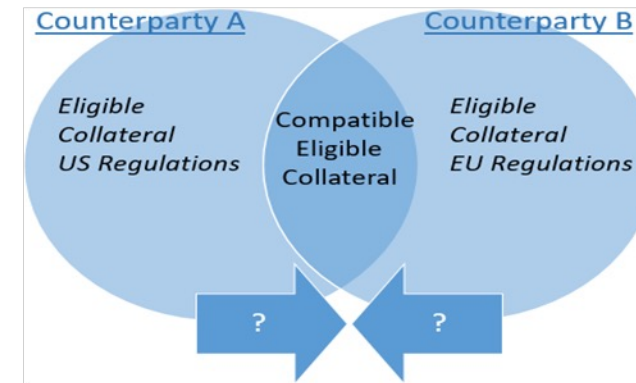 Counterparty A
Counterparty B
Eligible
Collateral
US Regulations
Compatible
Eligible
Collateral
Eligible
Collateral
EU Regulations
?
?